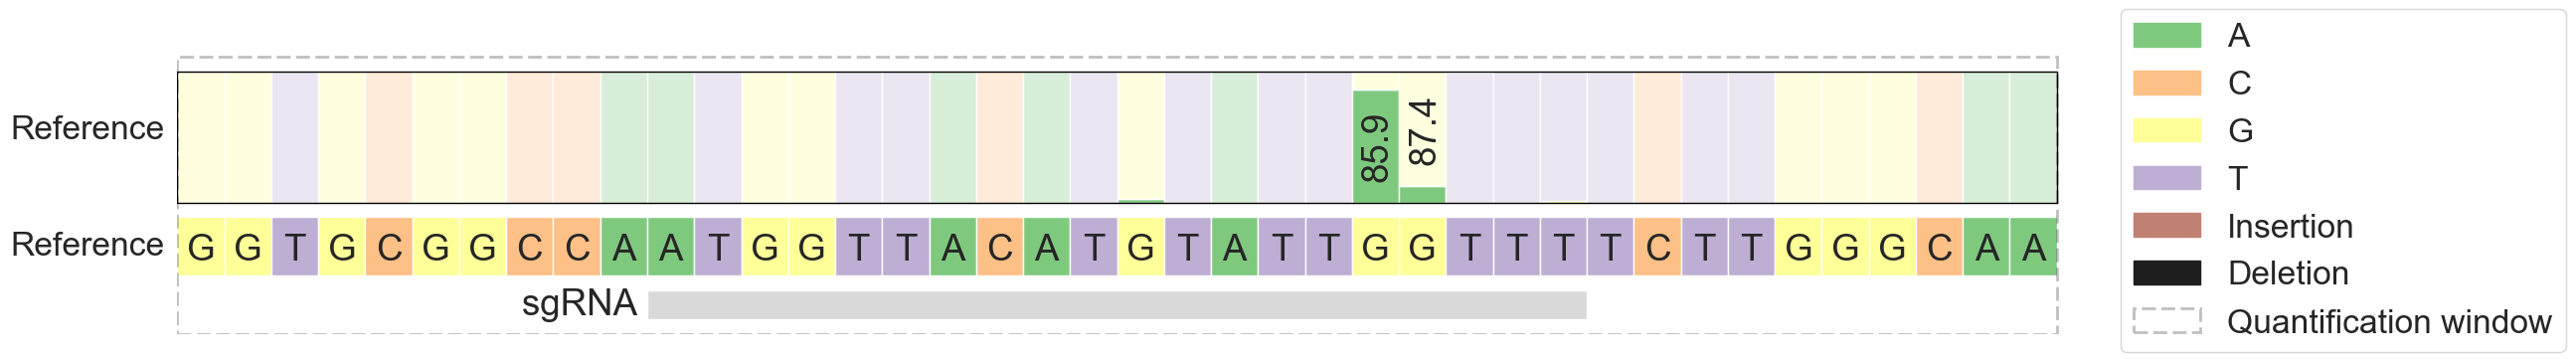 Reference
85.9
87.4
Reference G G T G C G G C C A A T G G T T A C A T G T A T T G G T T T T C T T G G G C A A
sgRNA
A
C
G
T
Insertion
Deletion
Quantification window